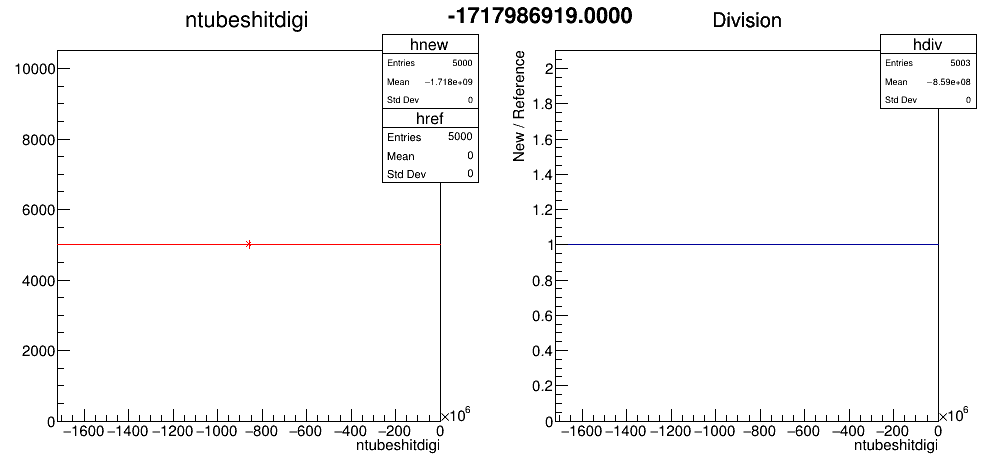 -1717986919.0000
ntubeshitdigi
hnew
Entries 5000
Mean −1.718e+09
Std Dev 0
href
Entries 5000
Mean 0
Std Dev 0
10000
8000
6000
4000
2000
0
−1600 −1400 −1200 −1000 −800 −600 −400 −200 0
×10⁶
ntubeshitdigi
Division
hdiv
Entries 5003
Mean −8.59e+08
Std Dev 0
New / Reference
2
1.8
1.6
1.4
1.2
1
0.8
0.6
0.4
0.2
0
−1600 −1400 −1200 −1000 −800 −600 −400 −200 0
×10⁶
ntubeshitdigi